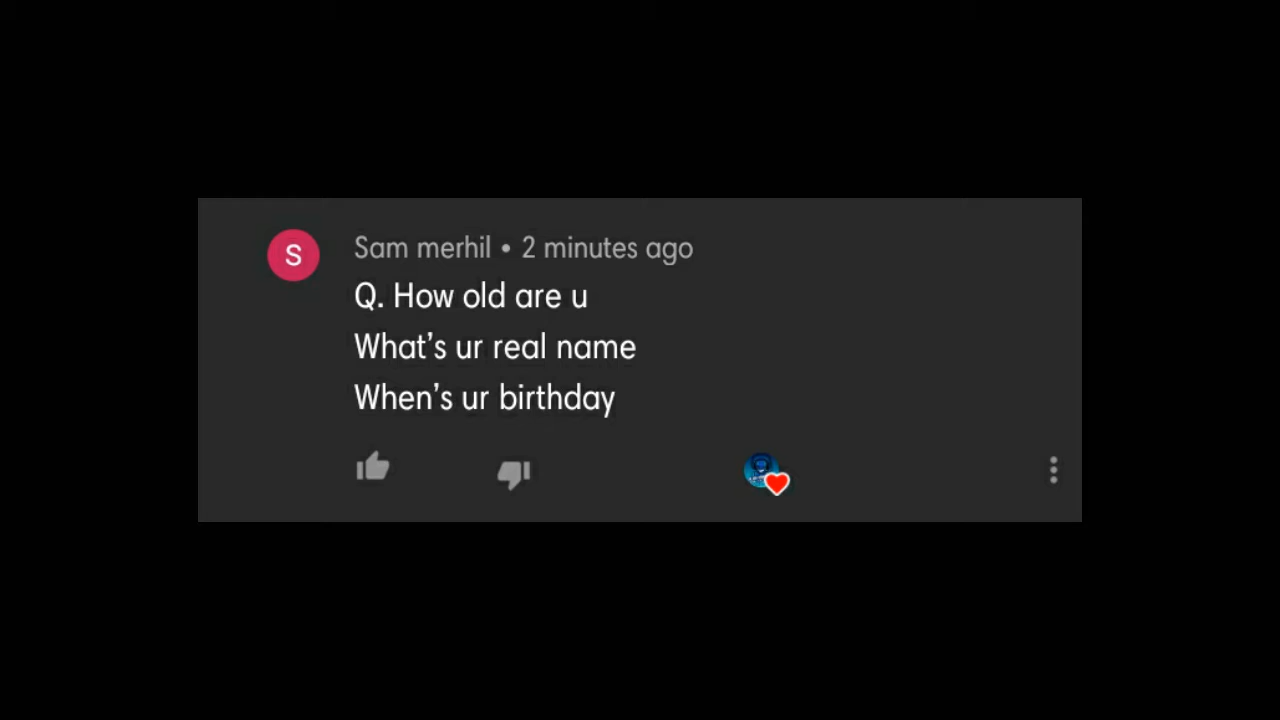 S
Sam merhil • 2 minutes ago
Q. How old are u
What’s ur real name
When’s ur birthday